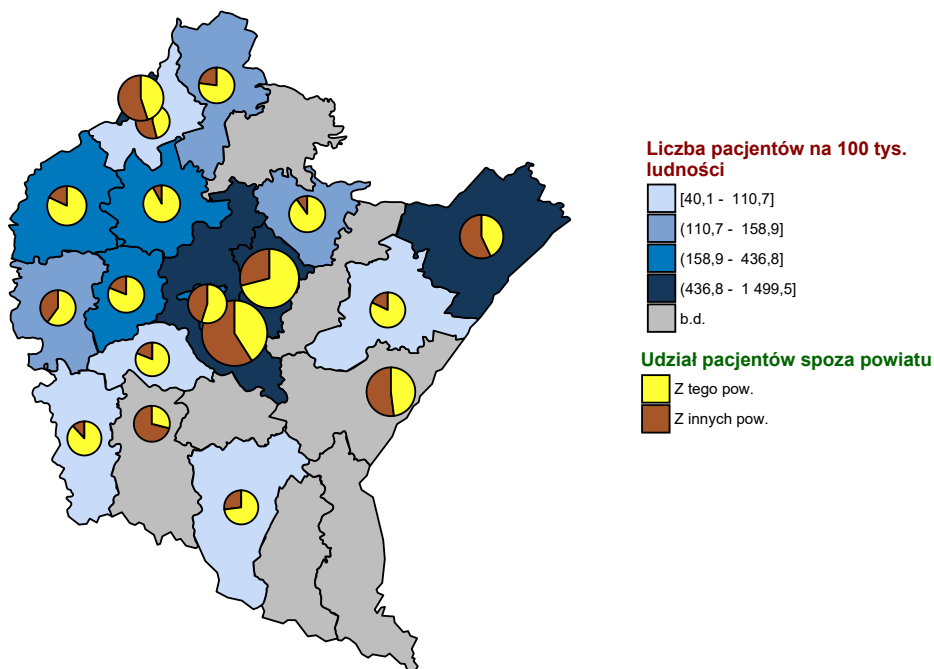 Liczba pacjentów na 100 tys.
ludności
[40,1 - 110,7]
(110,7 - 158,9]
(158,9 - 436,8]
(436,8 - 1 499,5]
b.d.
Udział pacjentów spoza powiatu
Z tego pow.
Z innych pow.